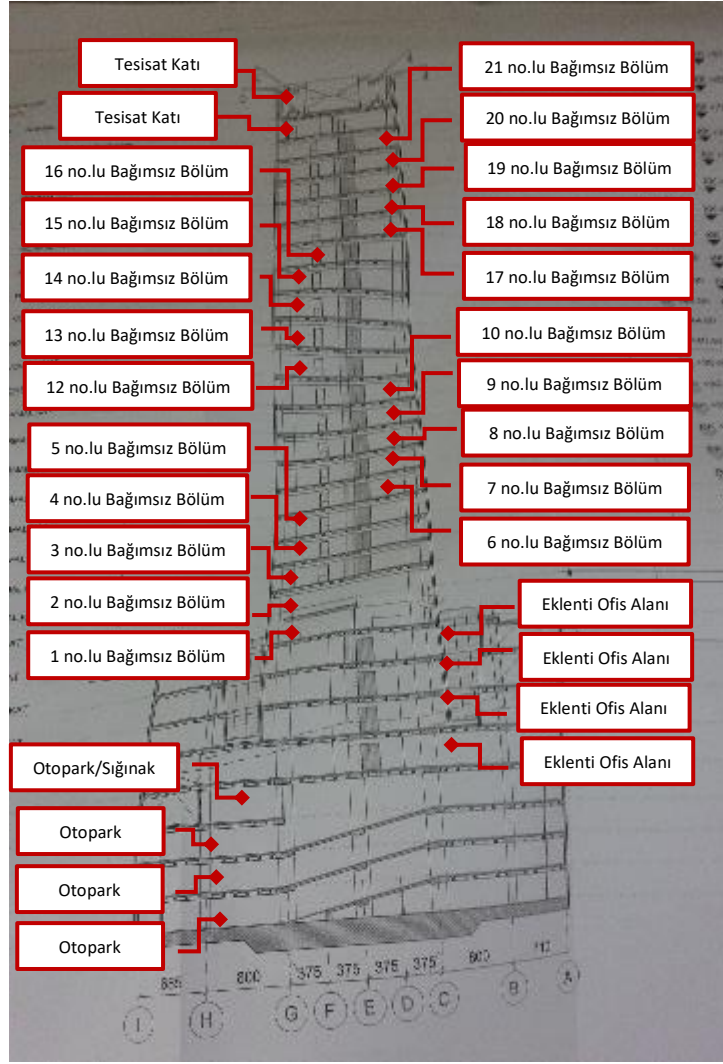 Tesisat Katı
Tesisat Katı
16 no.lu Bağımsız Bölüm
15 no.lu Bağımsız Bölüm
14 no.lu Bağımsız Bölüm
13 no.lu Bağımsız Bölüm
12 no.lu Bağımsız Bölüm
5 no.lu Bağımsız Bölüm
4 no.lu Bağımsız Bölüm
3 no.lu Bağımsız Bölüm
2 no.lu Bağımsız Bölüm
1 no.lu Bağımsız Bölüm
Otopark/Sığınak
Otopark
Otopark
Otopark
21 no.lu Bağımsız Bölüm
20 no.lu Bağımsız Bölüm
19 no.lu Bağımsız Bölüm
18 no.lu Bağımsız Bölüm
17 no.lu Bağımsız Bölüm
10 no.lu Bağımsız Bölüm
9 no.lu Bağımsız Bölüm
8 no.lu Bağımsız Bölüm
7 no.lu Bağımsız Bölüm
6 no.lu Bağımsız Bölüm
Eklenti Ofis Alanı
Eklenti Ofis Alanı
Eklenti Ofis Alanı
Eklenti Ofis Alanı
800 375 375 375 375 800
I H G F E D C B A